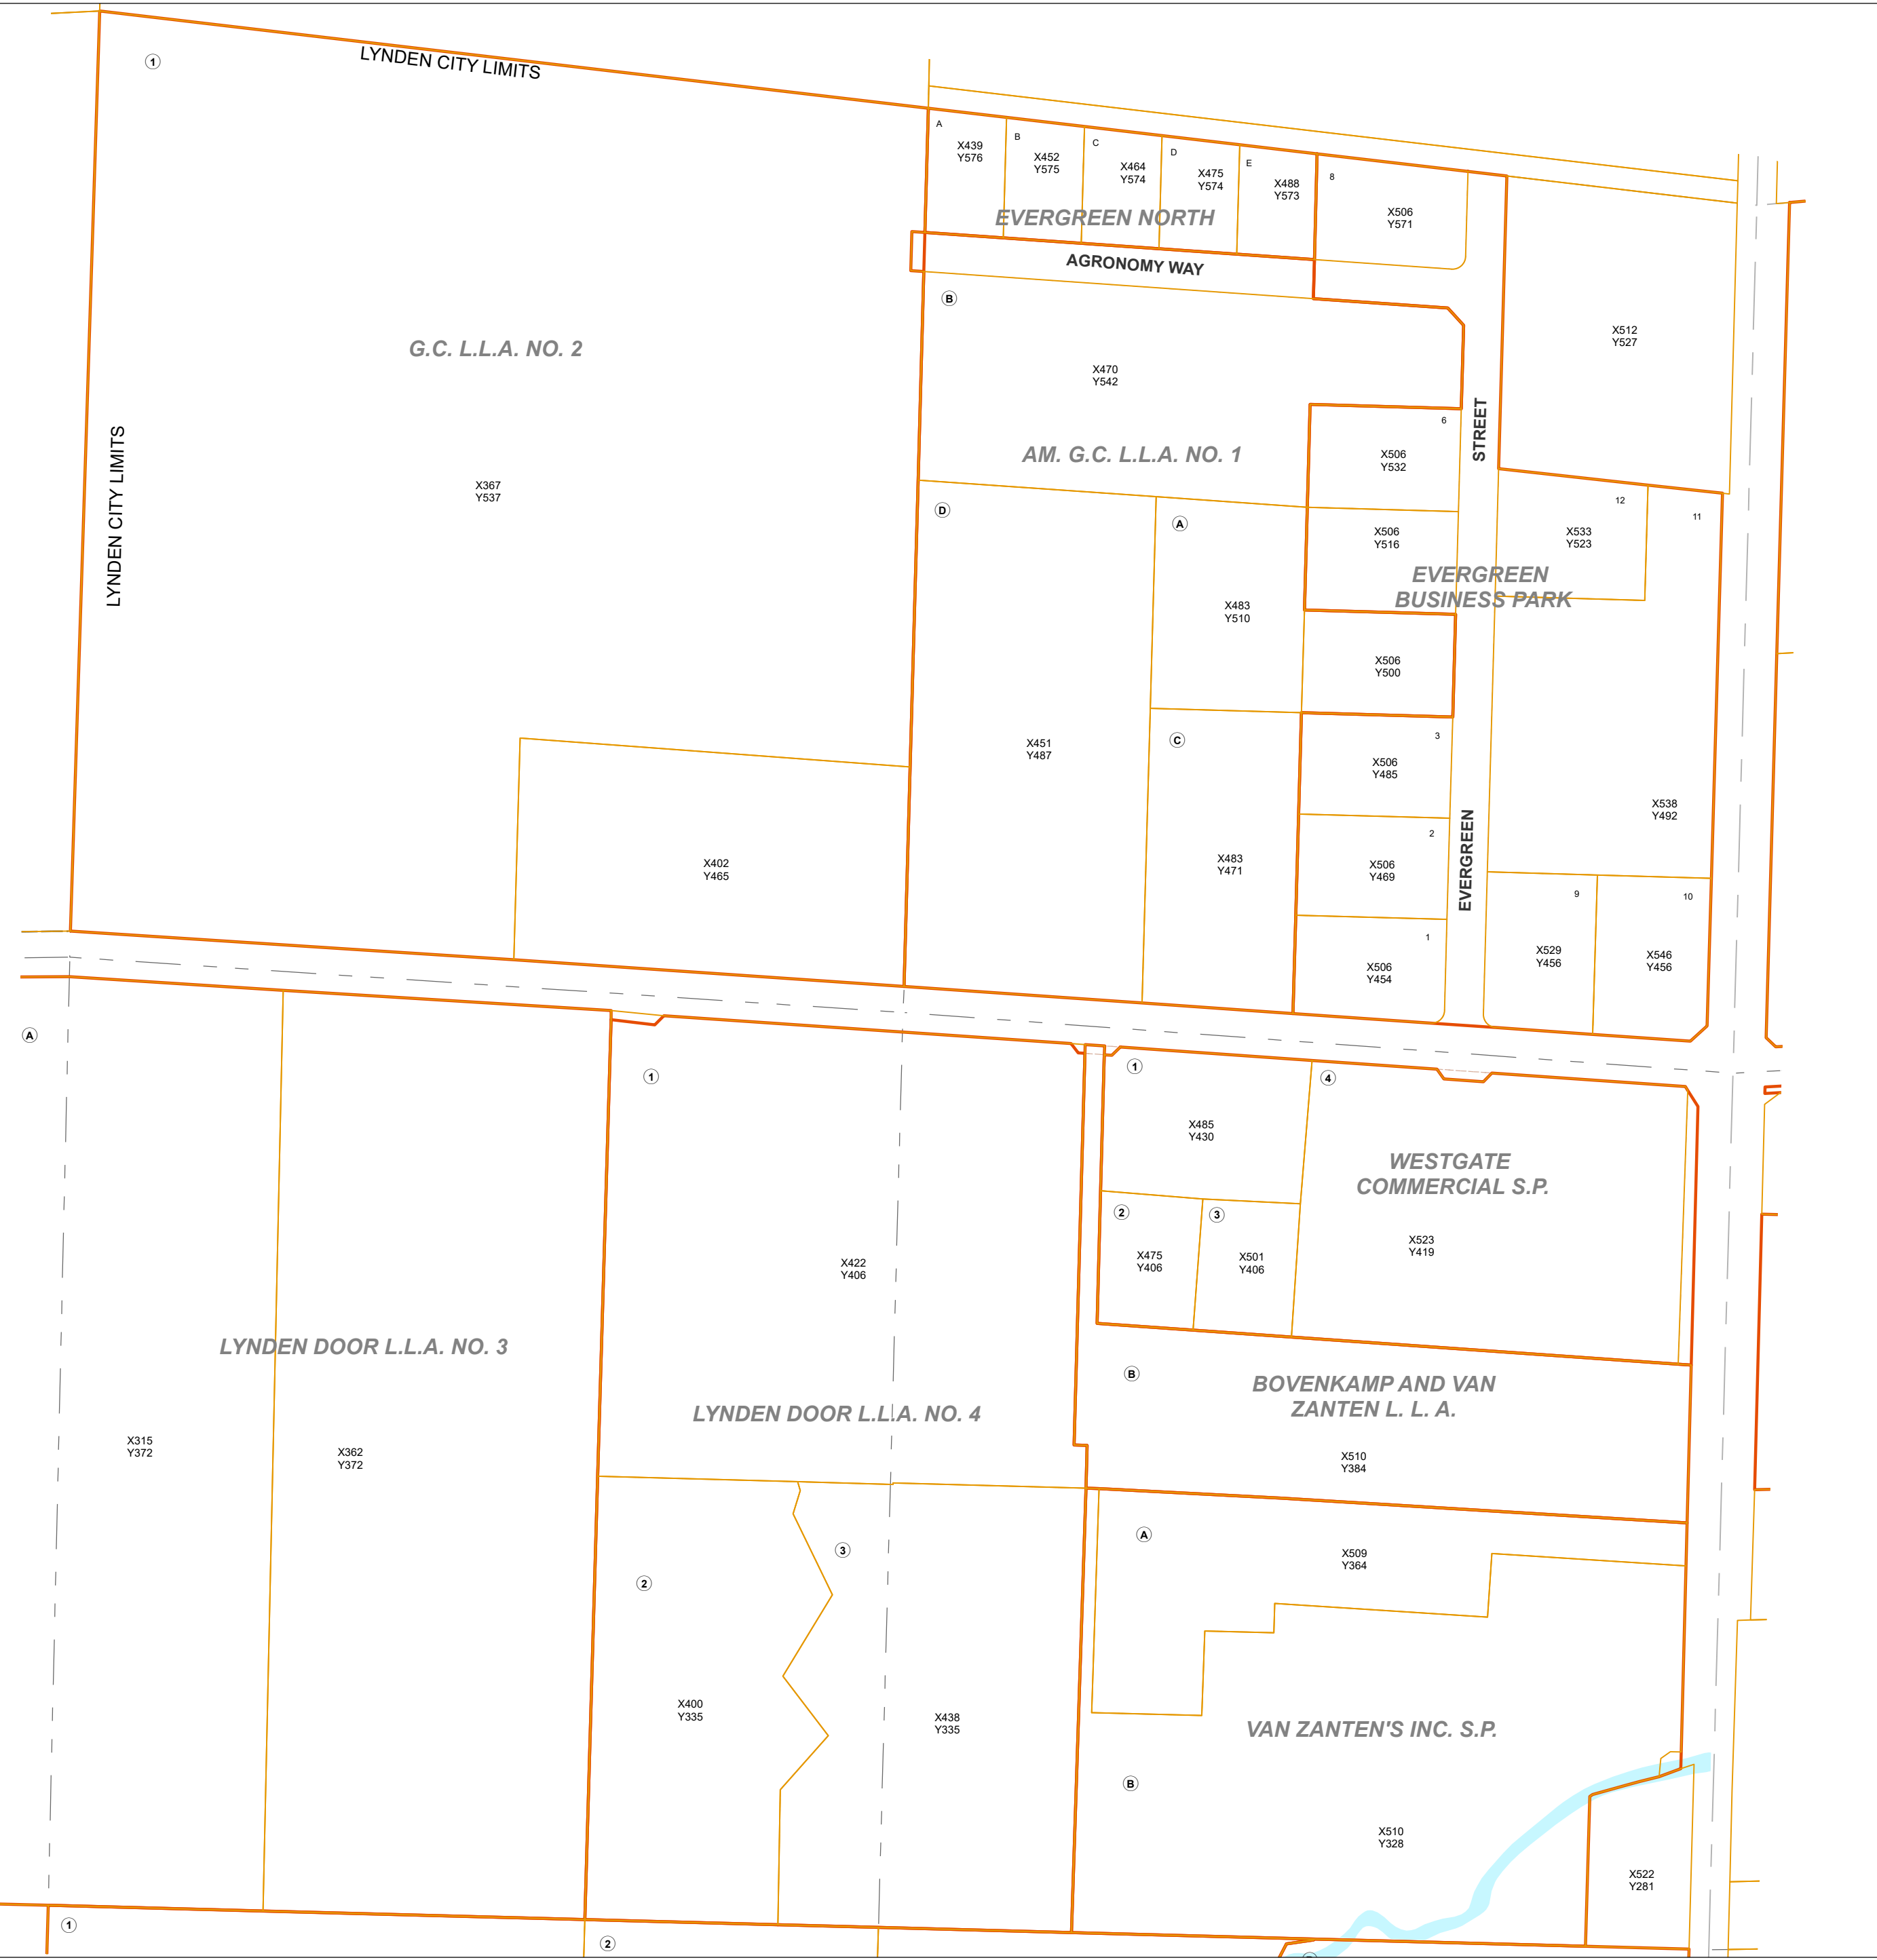 1
LYNDEN CITY LIMITS
A
X439
Y576
B
X452
Y575
C
X464
Y574
D
X475
Y574
E
X488
Y573
8
X506
Y571
EVERGREEN NORTH
AGRONOMY WAY
B
G.C. L.L.A. NO. 2
X512
Y527
X470
Y542
LYNDEN CITY LIMITS
STREET
6
AM. G.C. L.L.A. NO. 1
X506
Y532
X367
Y537
D
A
12
11
X506
Y516
X533
Y523
EVERGREEN
BUSINESS PARK
X483
Y510
X506
Y500
X451
Y487
C
3
X506
Y485
X538
Y492
EVERGREEN
2
X402
Y465
X483
Y471
X506
Y469
9
10
1
X506
Y454
X529
Y456
X546
Y456
A
1
1
4
X485
Y430
WESTGATE
COMMERCIAL S.P.
2
3
X422
Y406
X475
Y406
X501
Y406
X523
Y419
LYNDEN DOOR L.L.A. NO. 3
B
BOVENKAMP AND VAN
ZANTEN L. L. A.
LYNDEN DOOR L.L.A. NO. 4
X315
Y372
X362
Y372
X510
Y384
A
3
X509
Y364
2
X400
Y335
X438
Y335
VAN ZANTEN'S INC. S.P.
B
X510
Y328
X522
Y281
1
2